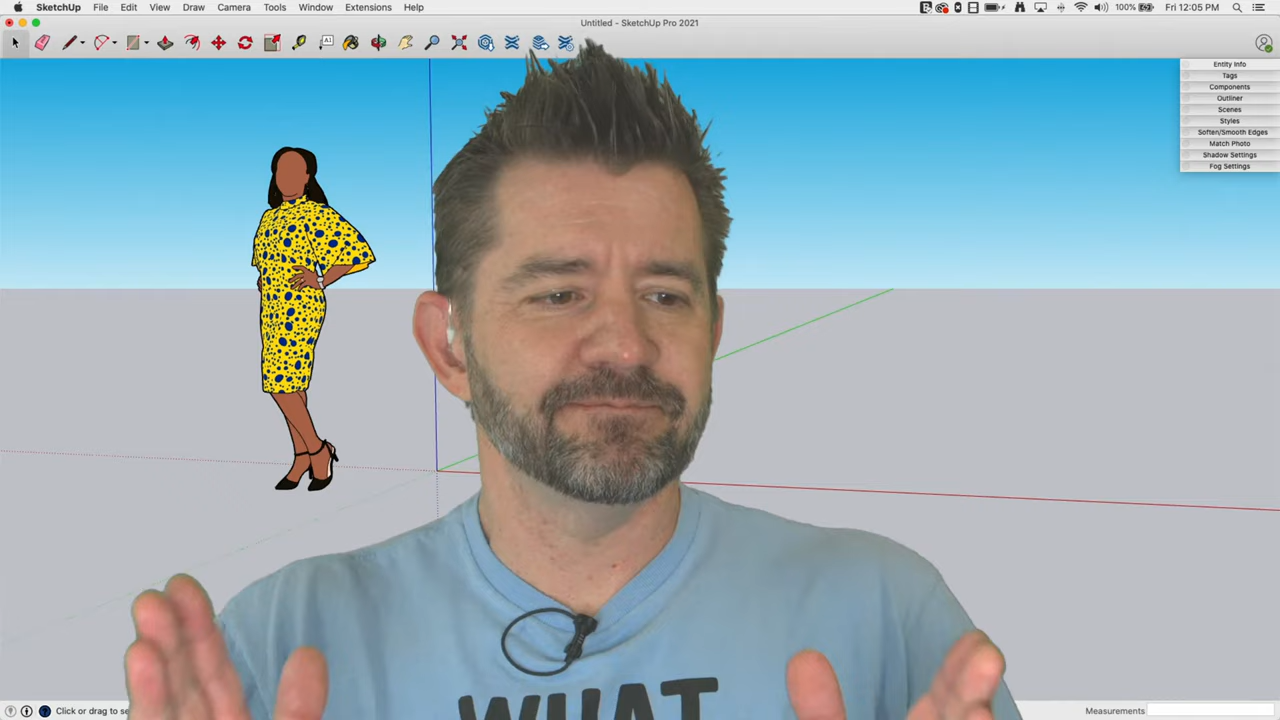 SketchUp File Edit View Draw Camera Tools Window Extensions Help 100% Fri 12:05 PM
Untitled - SketchUp Pro 2021
A1
Entity Info
Tags
Components
Outliner
Scenes
Styles
Soften/Smooth Edges
Match Photo
Shadow Settings
Fog Settings
WHAT
Click or drag to se
Measurements